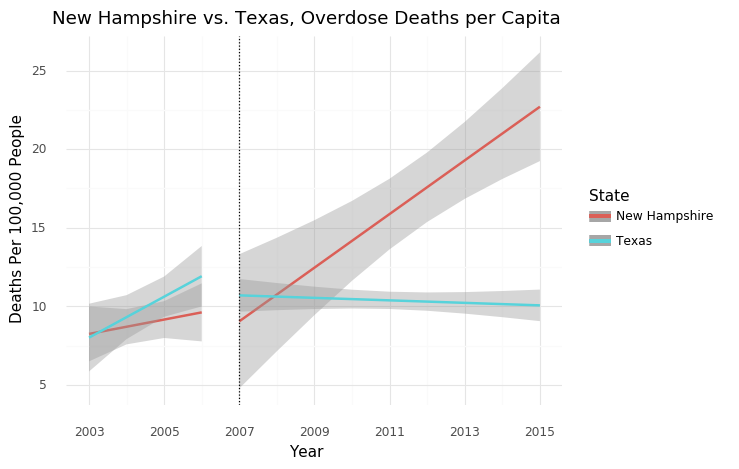 New Hampshire vs. Texas, Overdose Deaths per Capita
25
20
15
10
5
Deaths Per 100,000 People
2003 2005 2007 2009 2011 2013 2015
Year
State
New Hampshire
Texas